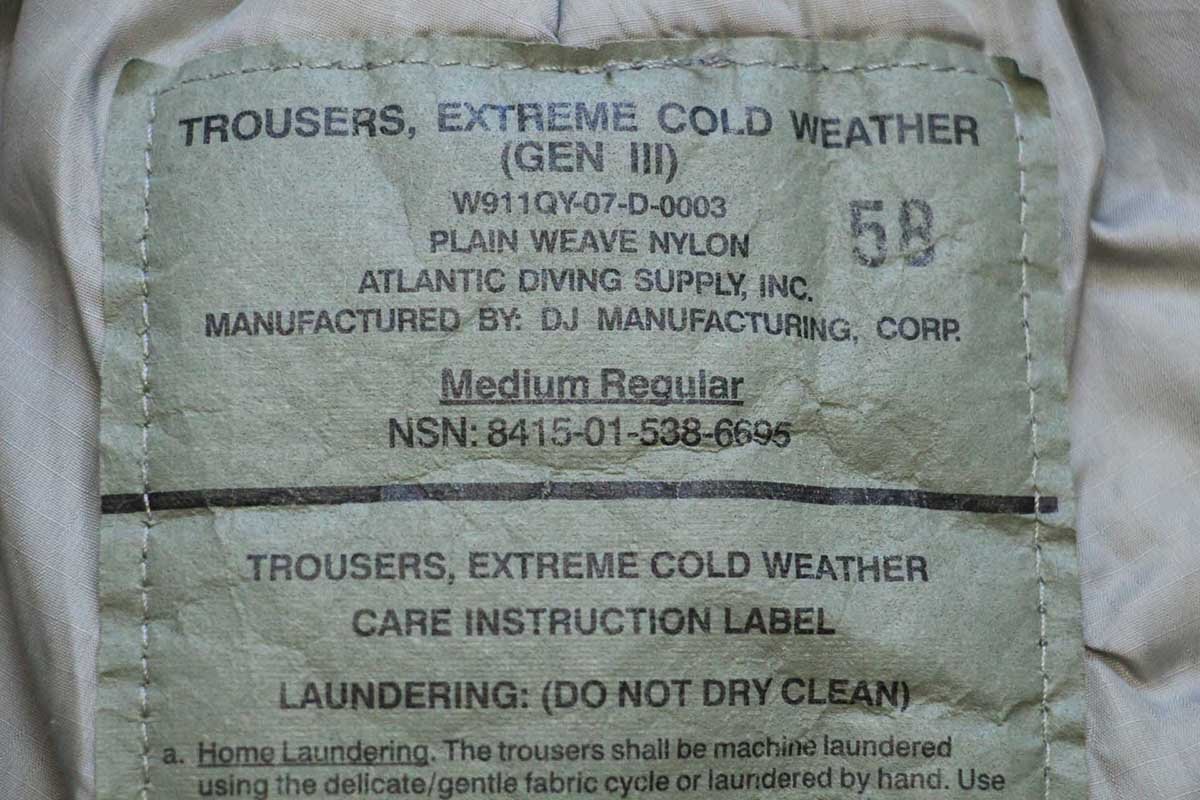 TROUSERS, EXTREME COLD WEATHER
(GEN III)
W911QY-07-D-0003
58
PLAIN WEAVE NYLON
ATLANTIC DIVING SUPPLY, INC.
MANUFACTURED BY: DJ MANUFACTURING, CORP.
Medium Regular
NSN: 8415-01-538-6695
TROUSERS, EXTREME COLD WEATHER
CARE INSTRUCTION LABEL
LAUNDERING: (DO NOT DRY CLEAN)
a. Home Laundering. The trousers shall be machine laundered
using the delicate/gentle fabric cycle or laundered by hand. Use